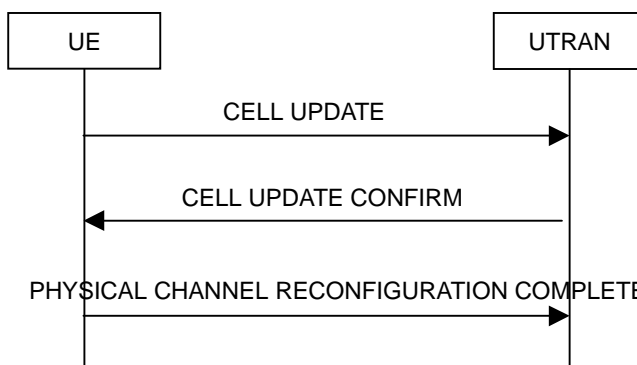 UE
UTRAN
CELL UPDATE
CELL UPDATE CONFIRM
PHYSICAL CHANNEL RECONFIGURATION COMPLETE